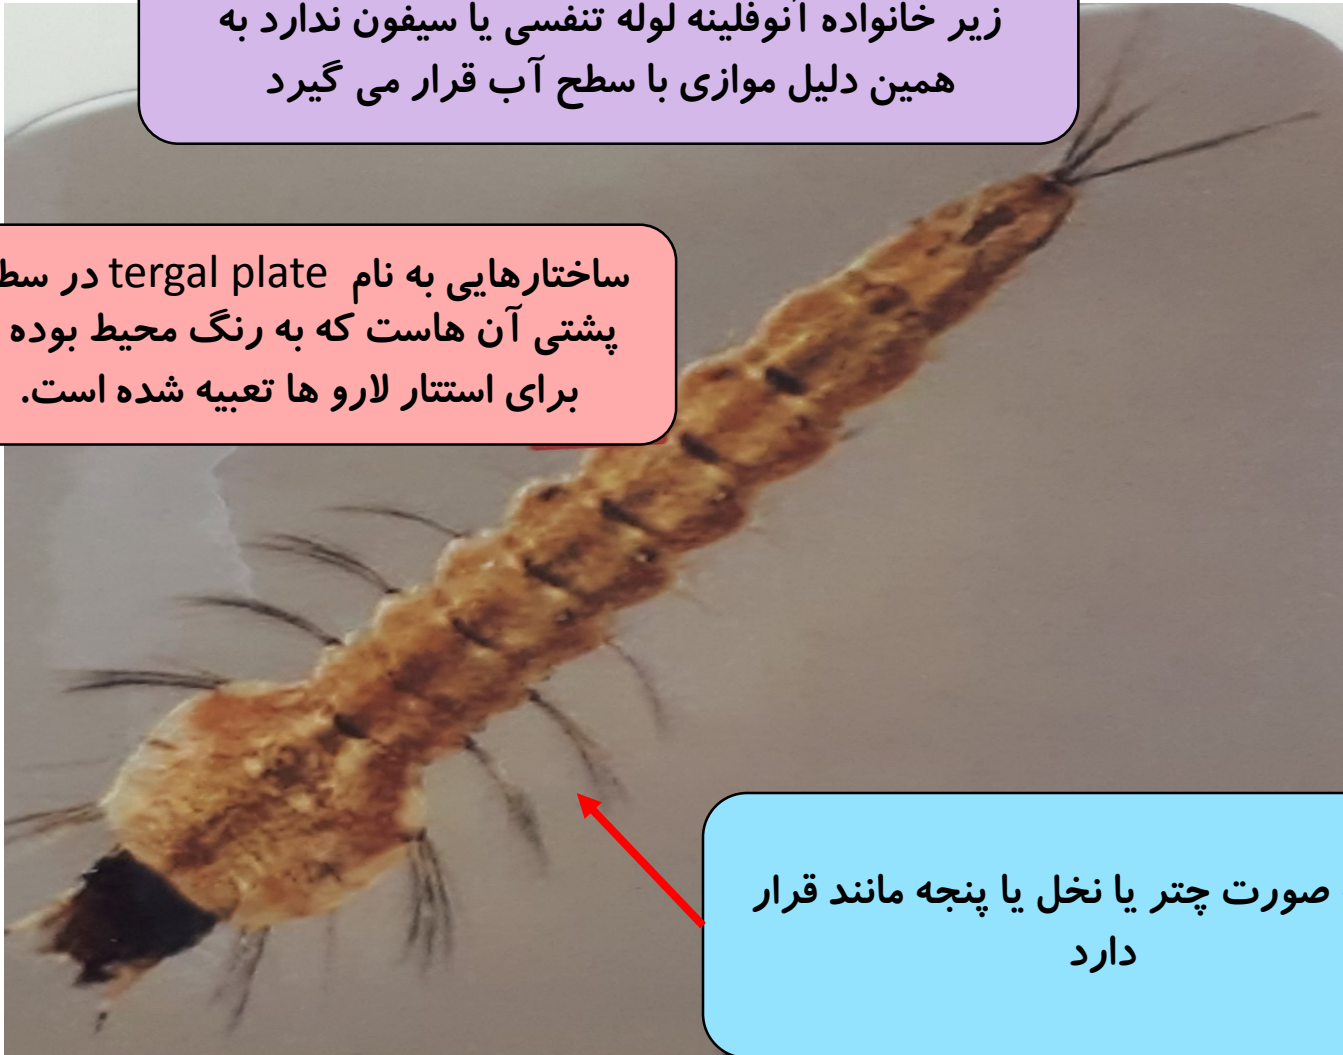 زیر خانواده آنوفلینه لوله تنفسی یا سیفون ندارد به
همین دلیل موازی با سطح آب قرار می گیرد
ساختارهایی به نام tergal plate در سط
پشتی آن هاست که به رنگ محیط بوده
برای استتار لارو ها تعبیه شده است.
صورت چتر یا نخل یا پنجه مانند قرار
دارد